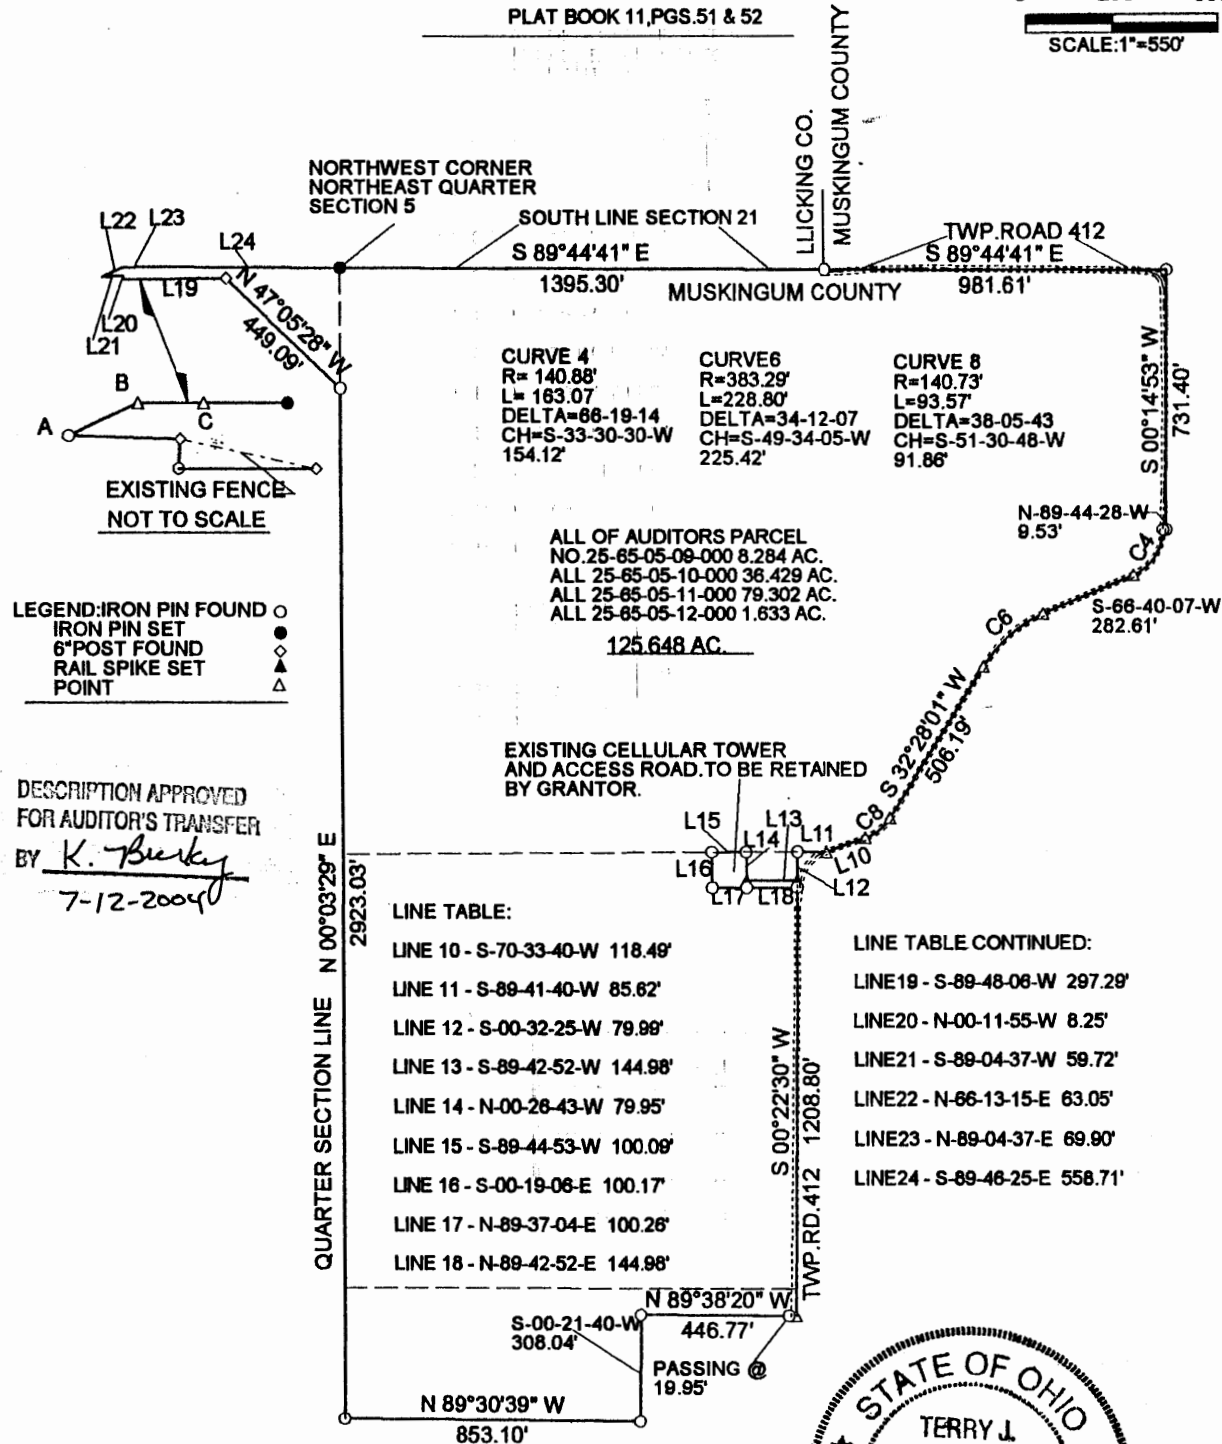 PLAT BOOK 11,PGS.51 & 52
SCALE:1"=550'
LLICKING CO.
MUSKINGUM COUNTY
NORTHWEST CORNER
NORTHEAST QUARTER
SECTION 5
SOUTH LINE SECTION 21
S 89°44'41" E
1395.30'
MUSKINGUM COUNTY
TWP.ROAD 412
S 89°44'41" E
981.61'
L22
L23
L24
L19
L20
L21
N 47°05'28" W
449.09'
B
A
C
EXISTING FENCE
NOT TO SCALE
CURVE 4
R= 140.88'
L= 163.07
DELTA=66-19-14
CH=S-33-30-30-W
154.12'
CURVE6
R=383.29'
L=228.80'
DELTA=34-12-07
CH=S-49-34-05-W
225.42'
CURVE 8
R=140.73'
L=93.57'
DELTA=38-05-43
CH=S-51-30-48-W
91.86'
S 00°14'53" W
731.40'
N-89-44-28-W
9.53'
C4
S-66-40-07-W
282.61'
C6
S 32°28'01" W
506.19'
C8
ALL OF AUDITORS PARCEL
NO.25-65-05-09-000 8.284 AC.
ALL 25-65-05-10-000 36.429 AC.
ALL 25-65-05-11-000 79.302 AC.
ALL 25-65-05-12-000 1.633 AC.
125.648 AC.
LEGEND:IRON PIN FOUND
IRON PIN SET
6"POST FOUND
RAIL SPIKE SET
POINT
EXISTING CELLULAR TOWER
AND ACCESS ROAD.TO BE RETAINED
BY GRANTOR.
DESCRIPTION APPROVED
FOR AUDITOR'S TRANSFER
BY K.
7-12-2004
L15
L14
L13
L11
L10
L16
L12
L17
L18
QUARTER SECTION LINE N 00°03'29" E
2923.03'
LINE TABLE:
LINE 10 - S-70-33-40-W 118.49'
LINE 11 - S-89-41-40-W 85.62'
LINE 12 - S-00-32-25-W 79.99'
LINE 13 - S-89-42-52-W 144.98'
LINE 14 - N-00-26-43-W 79.95'
LINE 15 - S-89-44-53-W 100.09'
LINE 16 - S-00-19-06-E 100.17'
LINE 17 - N-89-37-04-E 100.26'
LINE 18 - N-89-42-52-E 144.98'
S 00°22'30" W
TWP.RD.412 1208.80'
LINE TABLE CONTINUED:
LINE19 - S-89-48-06-W 297.29'
LINE20 - N-00-11-55-W 8.25'
LINE21 - S-89-04-37-W 59.72'
LINE22 - N-66-13-15-E 63.05'
LINE23 - N-89-04-37-E 69.90'
LINE24 - S-89-46-25-E 558.71'
N 89°38'20" W
446.77'
S-00-21-40-W
308.04'
PASSING @
19.95'
N 89°30'39" W
853.10'
STATE OF OHIO
TERRY J.